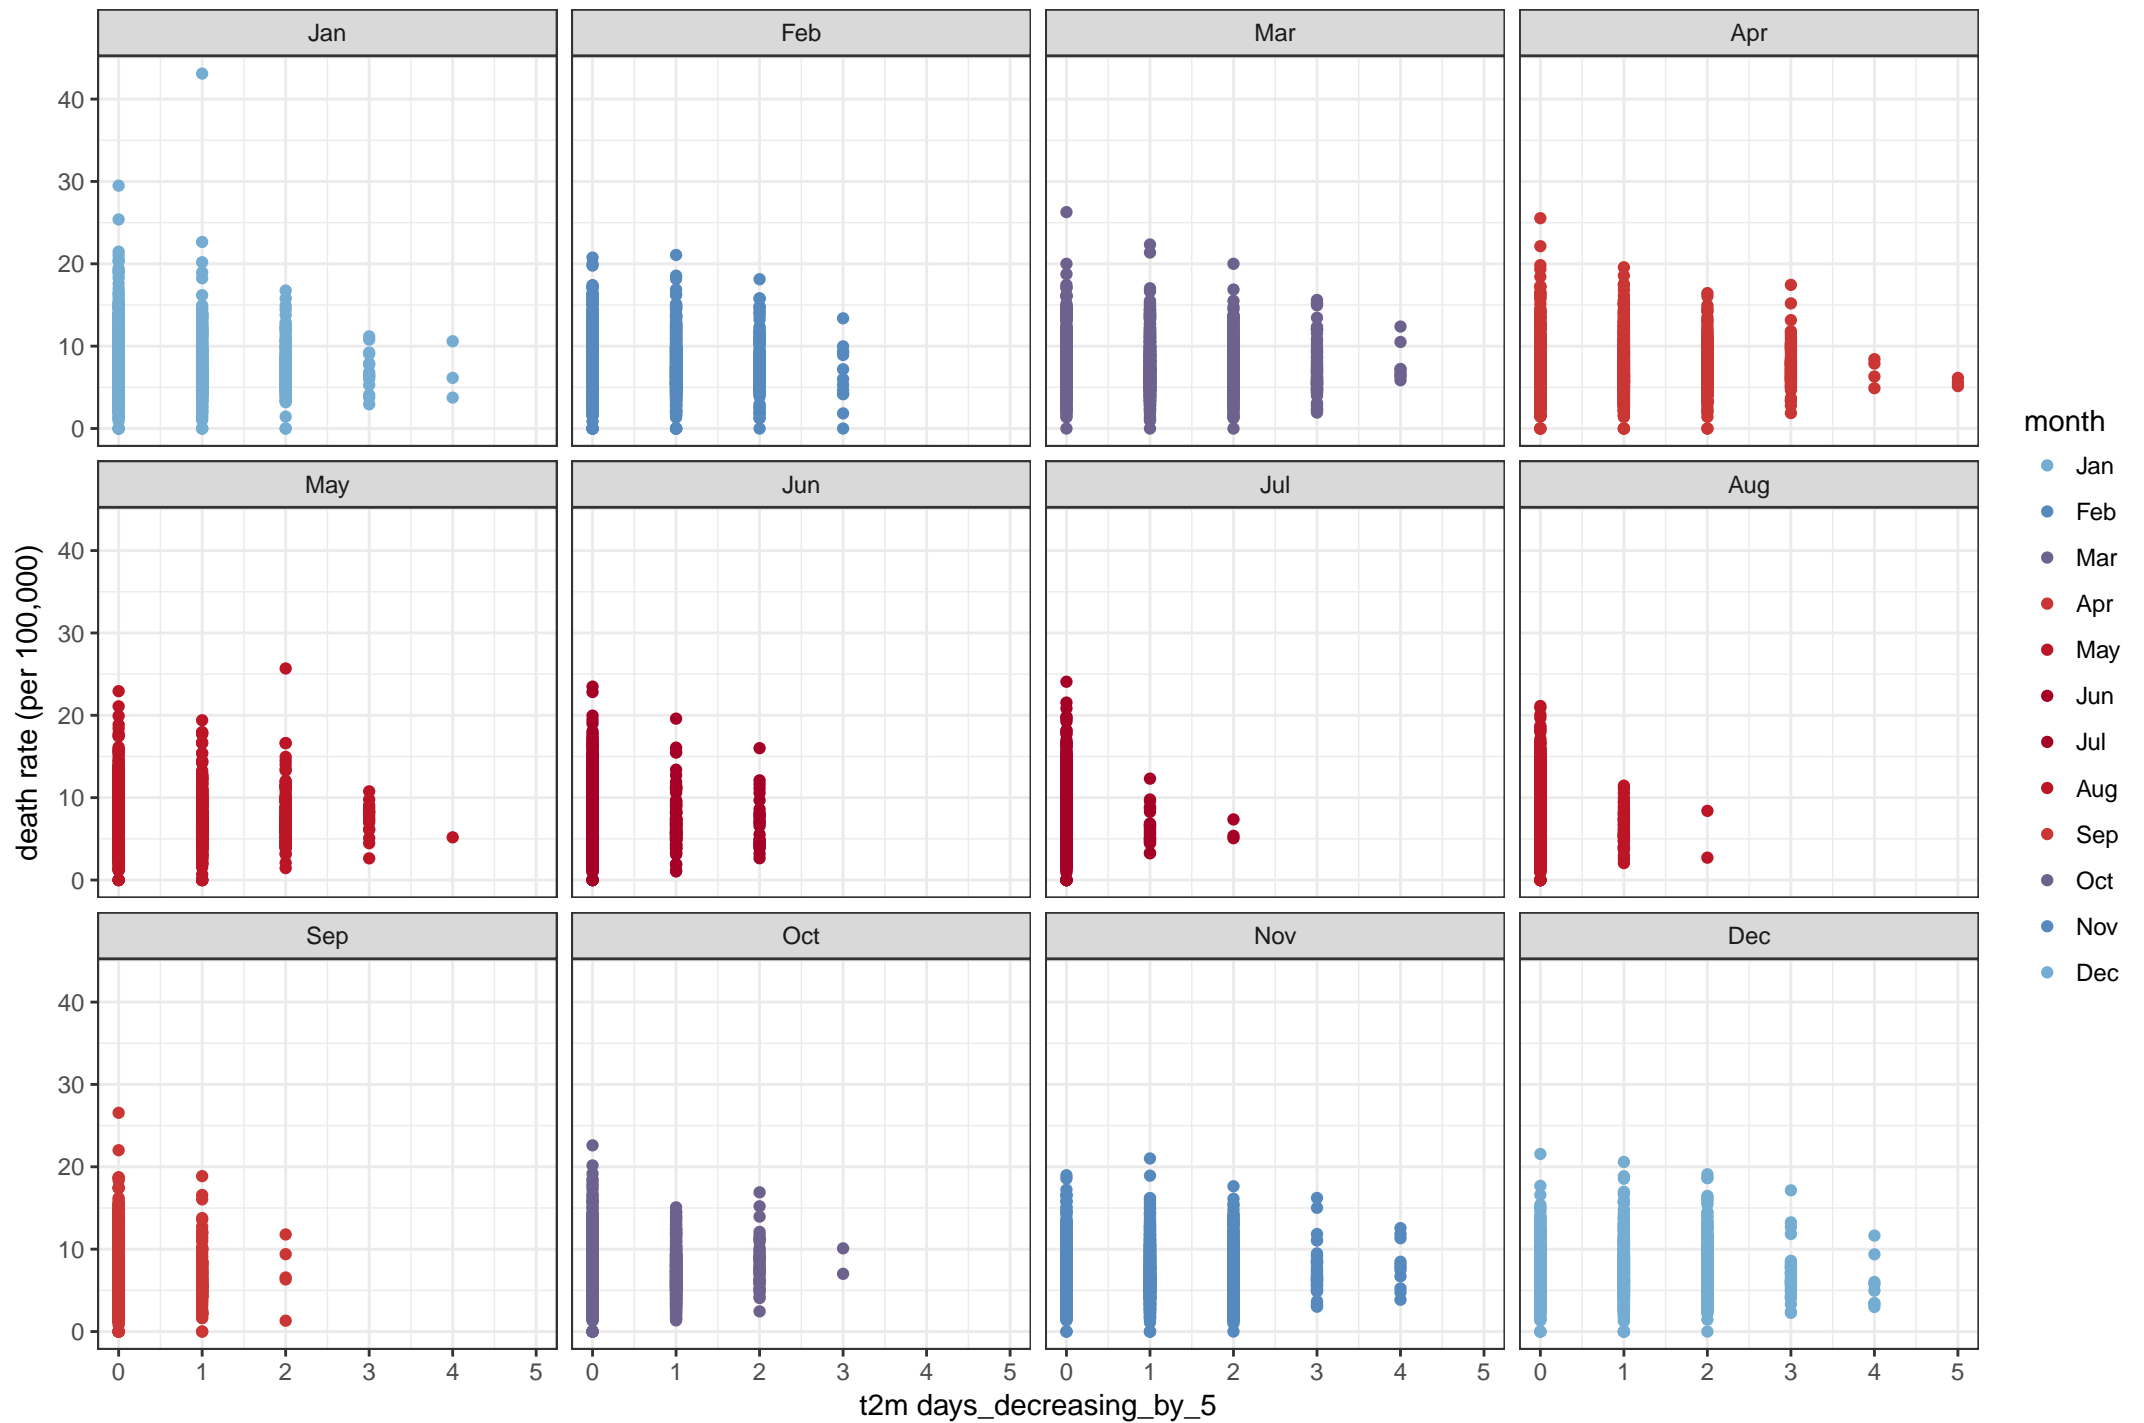 Jan Feb Mar Apr
40
30
20
10
0
May Jun Jul Aug
40
30
20
10
0
Sep Oct Nov Dec
40
30
20
10
0
0 1 2 3 4 5 0 1 2 3 4 5 0 1 2 3 4 5 0 1 2 3 4 5
t2m days_decreasing_by_5
death rate (per 100,000)
month
Jan
Feb
Mar
Apr
May
Jun
Jul
Aug
Sep
Oct
Nov
Dec